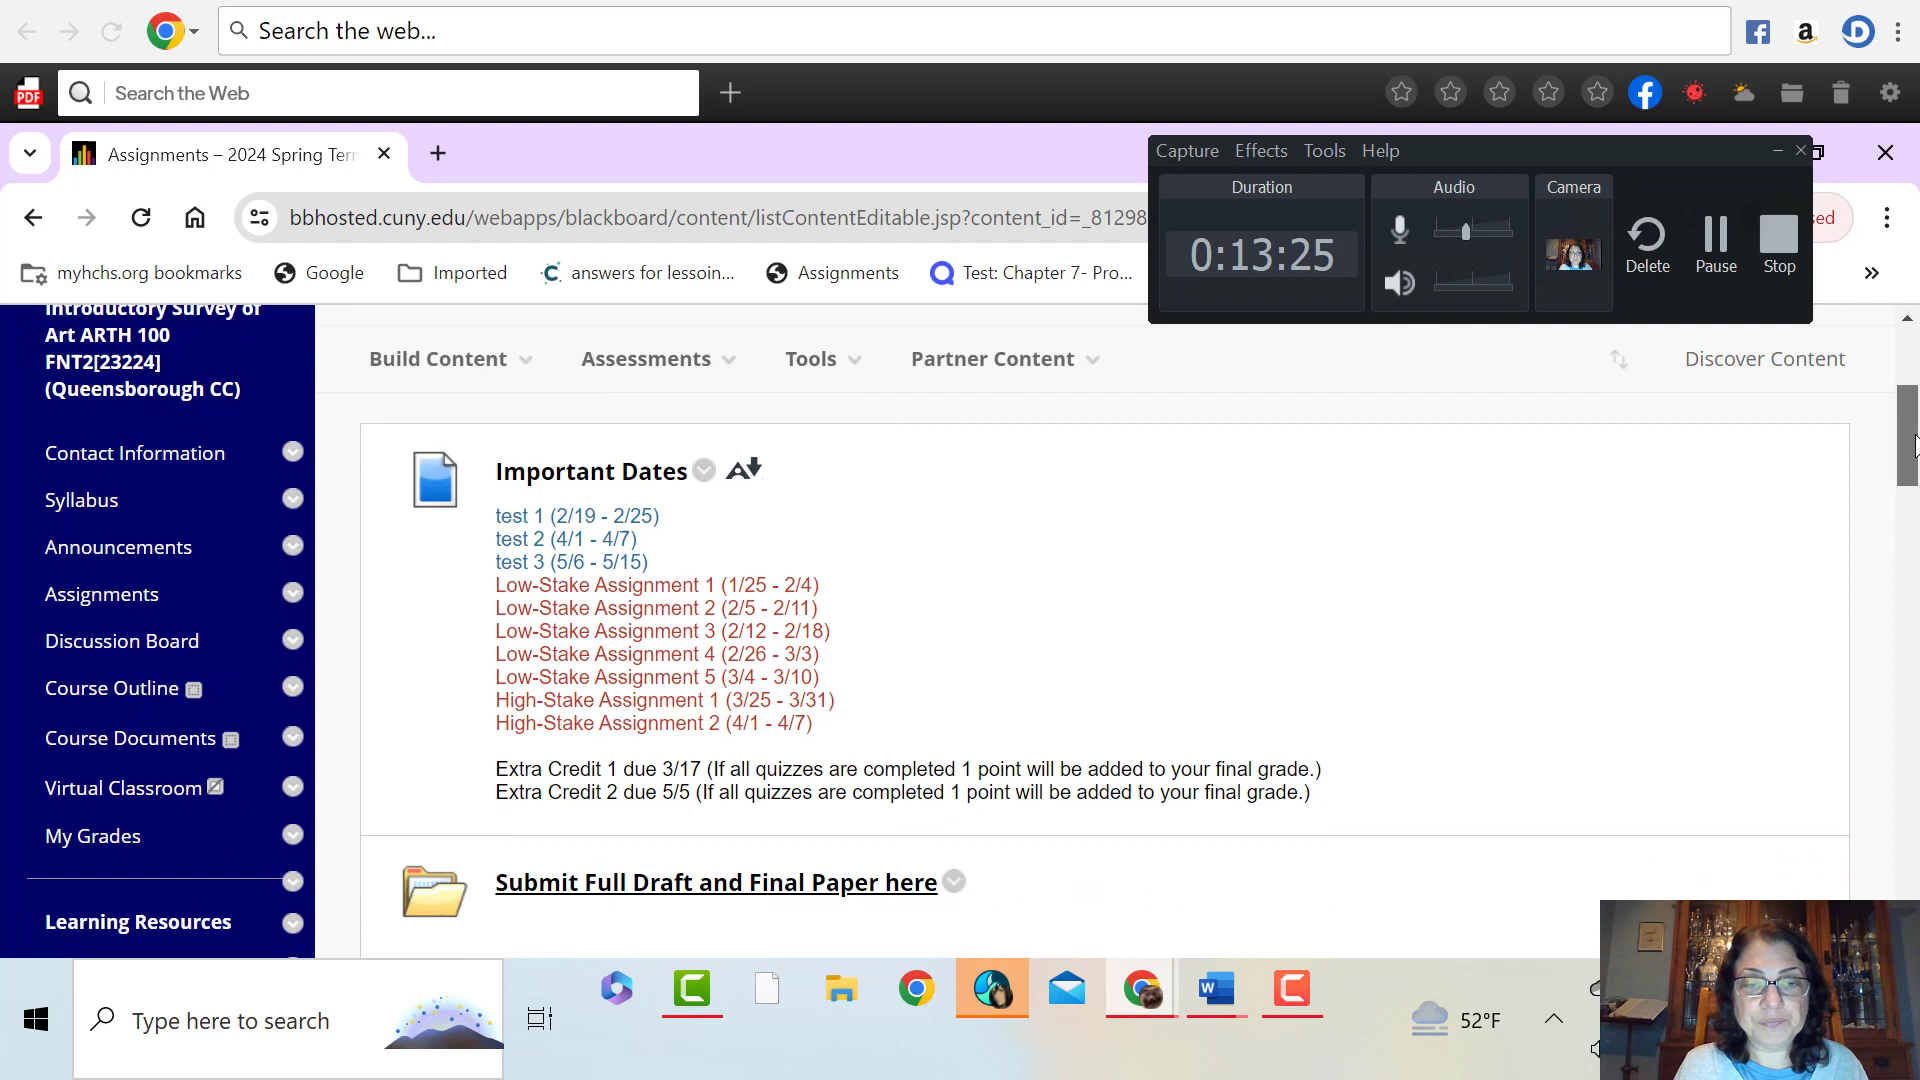 Search the web...
a
D
PDF
Search the Web
Assignments – 2024 Spring Ter
Capture Effects Tools Help
Duration
Audio
Camera
0:13:25
Delete
Pause
Stop
bbhosted.cuny.edu/webapps/blackboard/content/listContentEditable.jsp?content_id=_81298
myhchs.org bookmarks
Google
Imported
answers for lessoin...
Assignments
Test: Chapter 7- Pro...
Introductory Survey of
Art ARTH 100
FNT2[23224]
(Queensborough CC)
Contact Information
Syllabus
Announcements
Assignments
Discussion Board
Course Outline
Course Documents
Virtual Classroom
My Grades
Learning Resources
Build Content
Assessments
Tools
Partner Content
Discover Content
Important Dates
test 1 (2/19 - 2/25)
test 2 (4/1 - 4/7)
test 3 (5/6 - 5/15)
Low-Stake Assignment 1 (1/25 - 2/4)
Low-Stake Assignment 2 (2/5 - 2/11)
Low-Stake Assignment 3 (2/12 - 2/18)
Low-Stake Assignment 4 (2/26 - 3/3)
Low-Stake Assignment 5 (3/4 - 3/10)
High-Stake Assignment 1 (3/25 - 3/31)
High-Stake Assignment 2 (4/1 - 4/7)
Extra Credit 1 due 3/17 (If all quizzes are completed 1 point will be added to your final grade.)
Extra Credit 2 due 5/5 (If all quizzes are completed 1 point will be added to your final grade.)
Submit Full Draft and Final Paper here
Type here to search
52°F